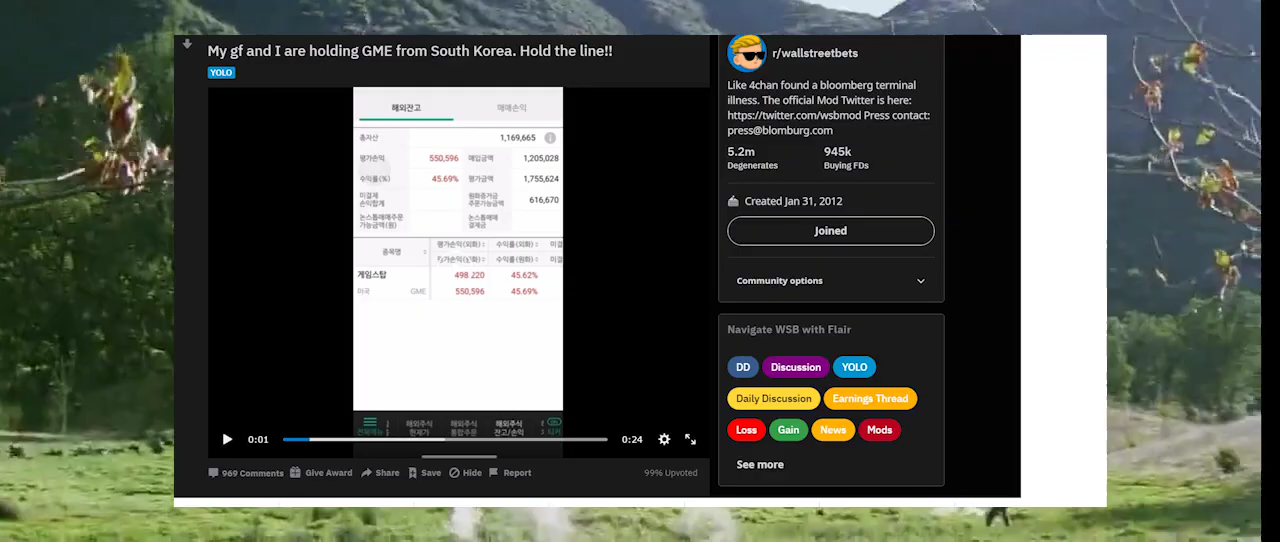 My gf and I are holding GME from South Korea. Hold the line!!
YOLO
해외잔고 매매손익
총자산 1,169,665
평가손익 550,596 매입금액 1,205,028
수익률(%) 45.69% 평가금액 1,755,624
미결제
손익합계
원화증거금
주문가능금액
616,670
논스톱매매주문
가능금액(원)
논스톱매매
결제금
종목명
평가손익(외화) 수익률(외화) 미결
수익률(원화) 미결
게임스탑 45.62%
미국 GME 550,596 45.69%
전체메뉴
해외주식
현재가
해외주식
통합주문
해외주식
잔고/손익
0:01 0:24
969 Comments Give Award Share Save Hide Report 99% Upvoted
r/wallstreetbets
Like 4chan found a bloomberg terminal
illness. The official Mod Twitter is here:
https://twitter.com/wsbmod Press contact:
press@blomburg.com
5.2m 945k
Degenerates Buying FDs
Created Jan 31, 2012
Joined
Community options
Navigate WSB with Flair
DD Discussion YOLO
Daily Discussion Earnings Thread
Loss Gain News Mods
See more